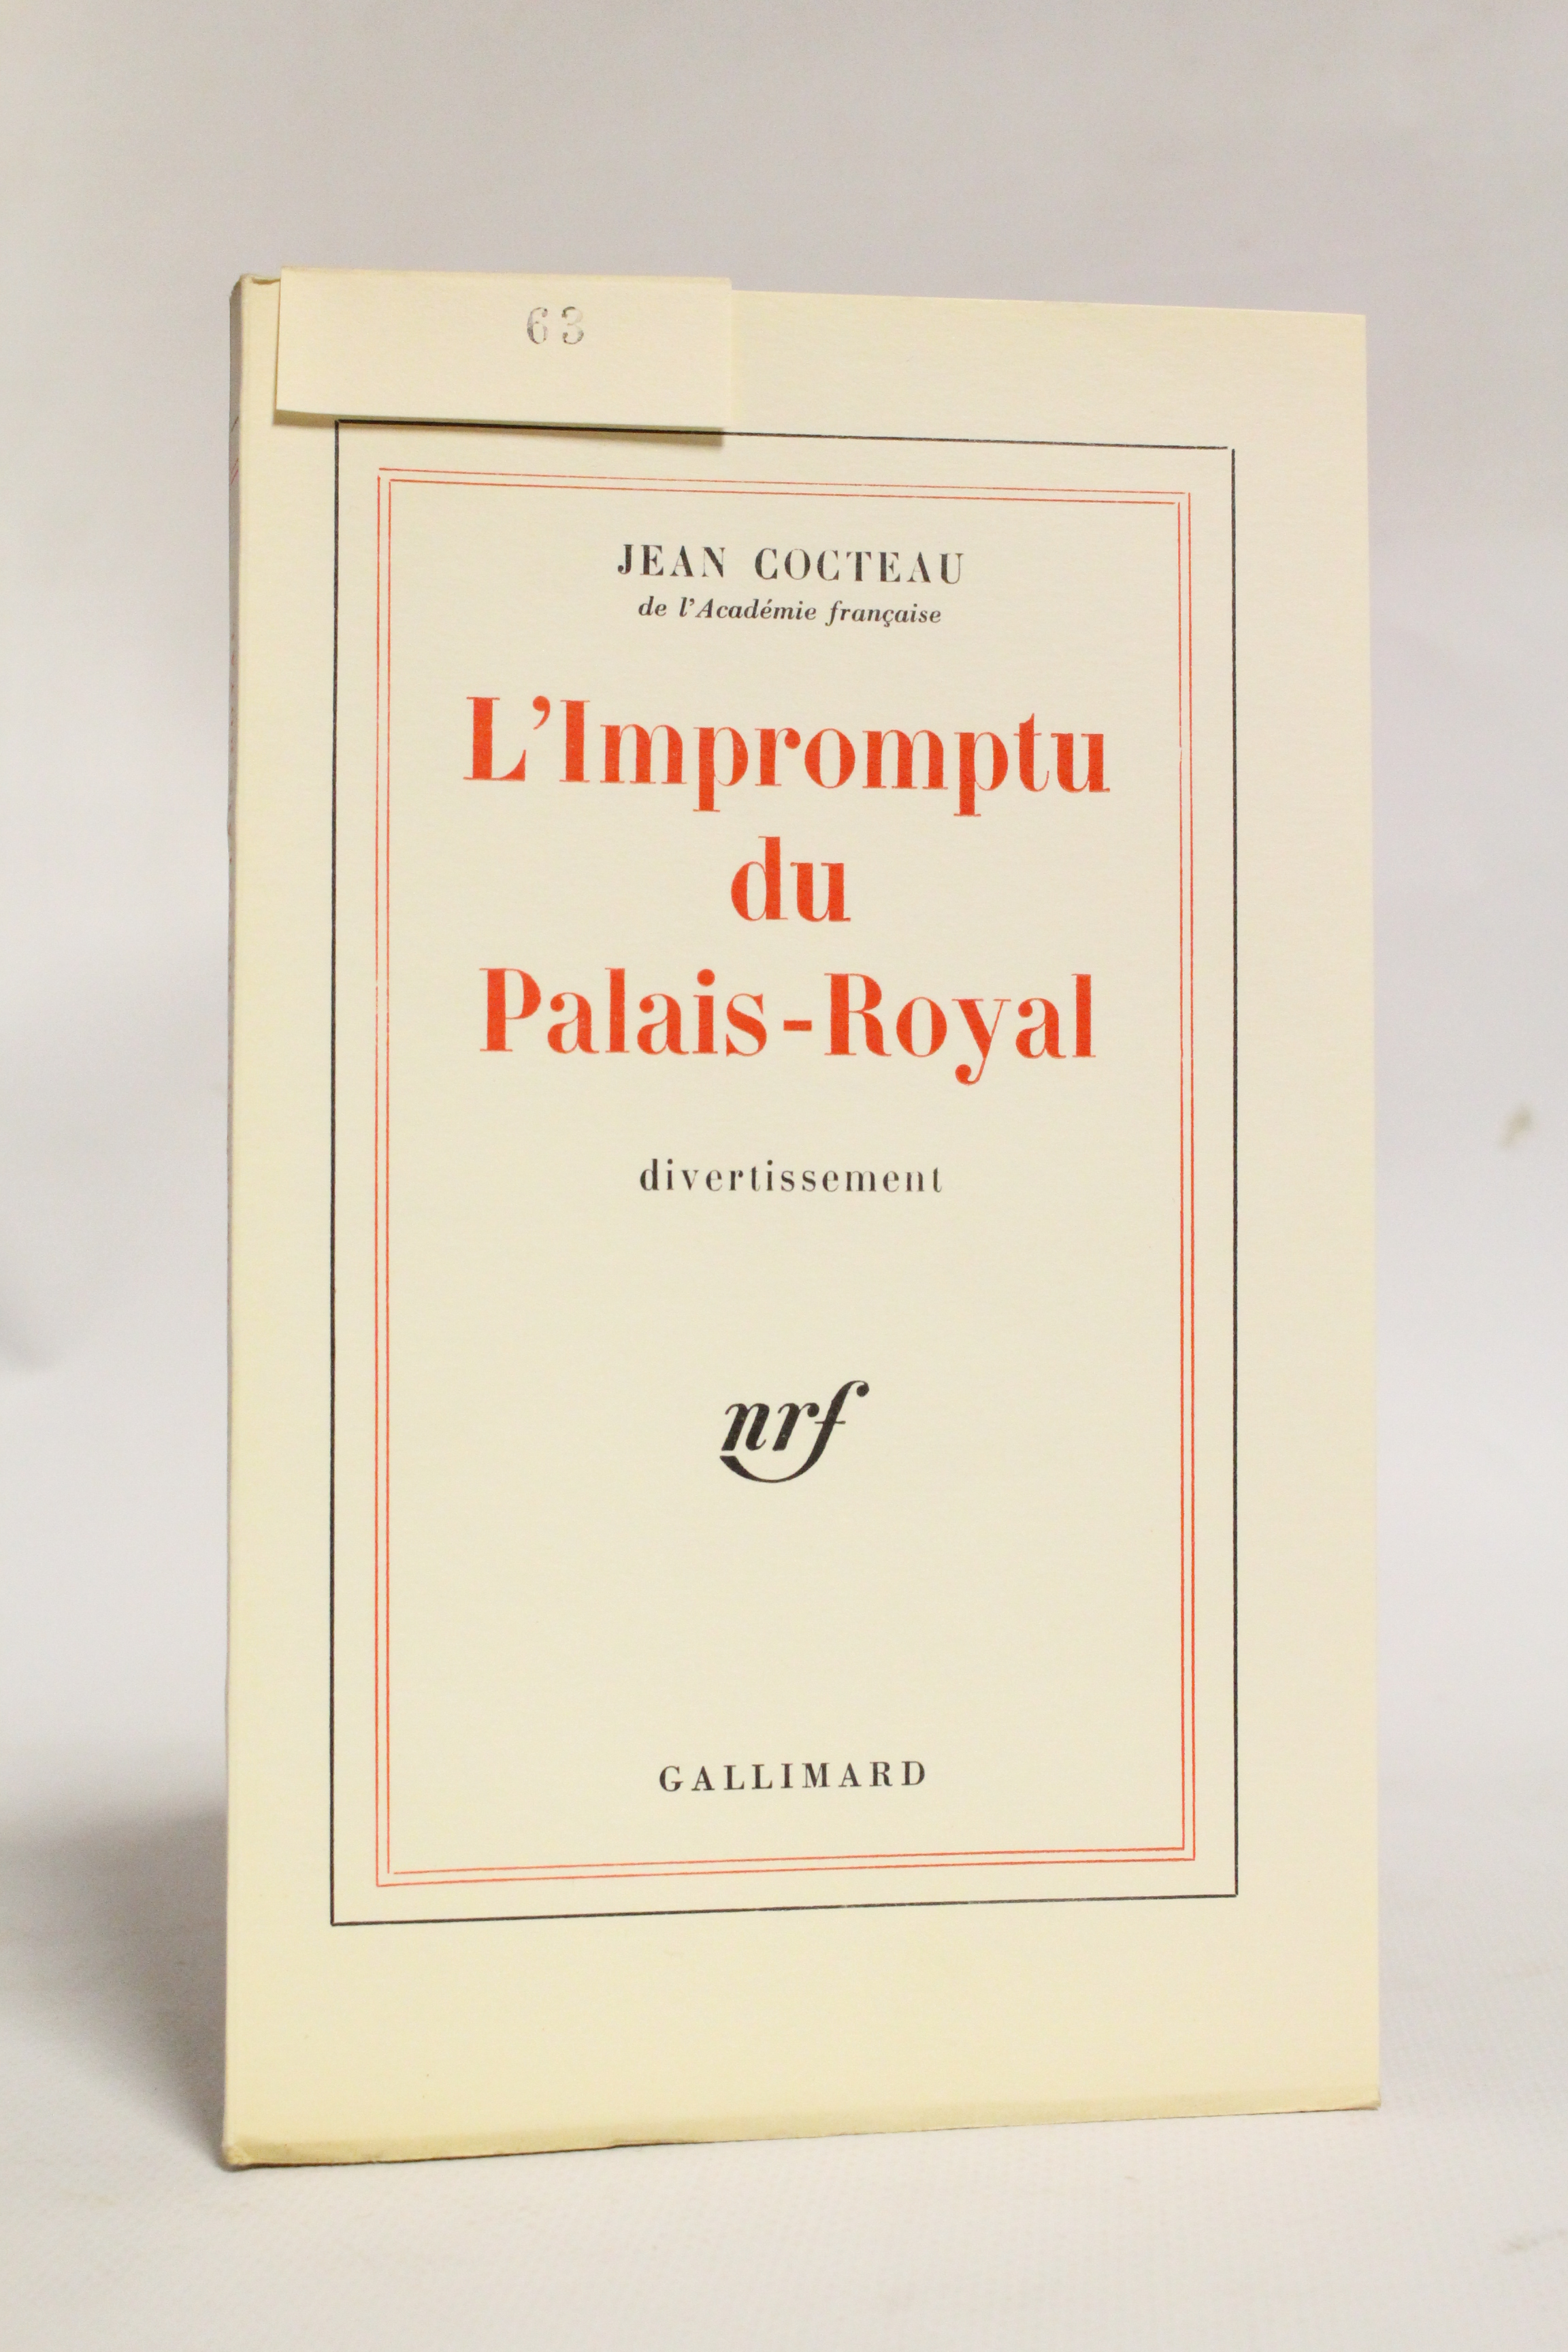 63
JEAN COCTEAU
de l'Académie française
L'Impromptu
du
Palais-Royal
divertissement
nrf
GALLIMARD